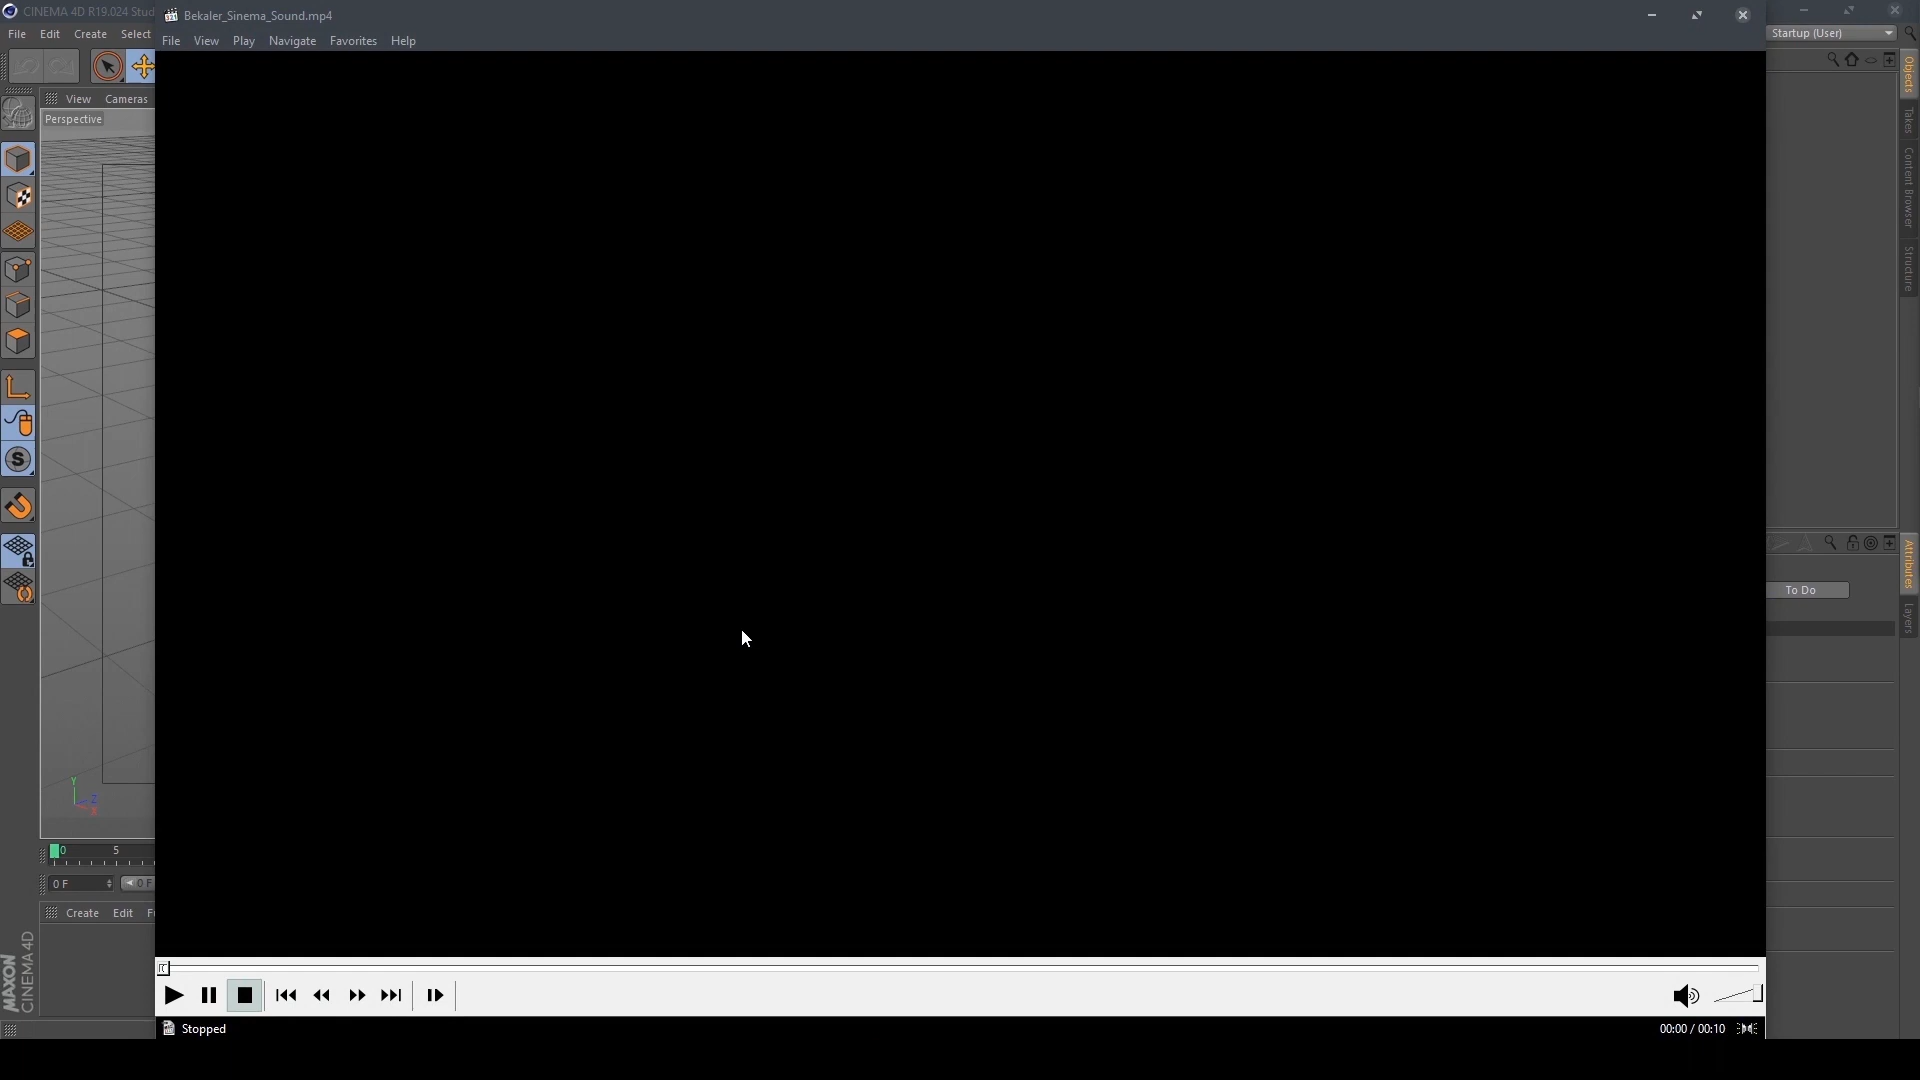 CINEMA 4D R19.024 Stud
Bekaler_Sinema_Sound.mp4
File Edit Create Select
File View Play Navigate Favorites Help
Startup (User)
View Cameras
Perspective
Objects
Takes
Content Browser
Structure
Attributes
Layers
To Do
Y
Z
X
0 5
0 F
0 F
Create Edit
MAXON
CINEMA 4D
Stopped
00:00 / 00:10